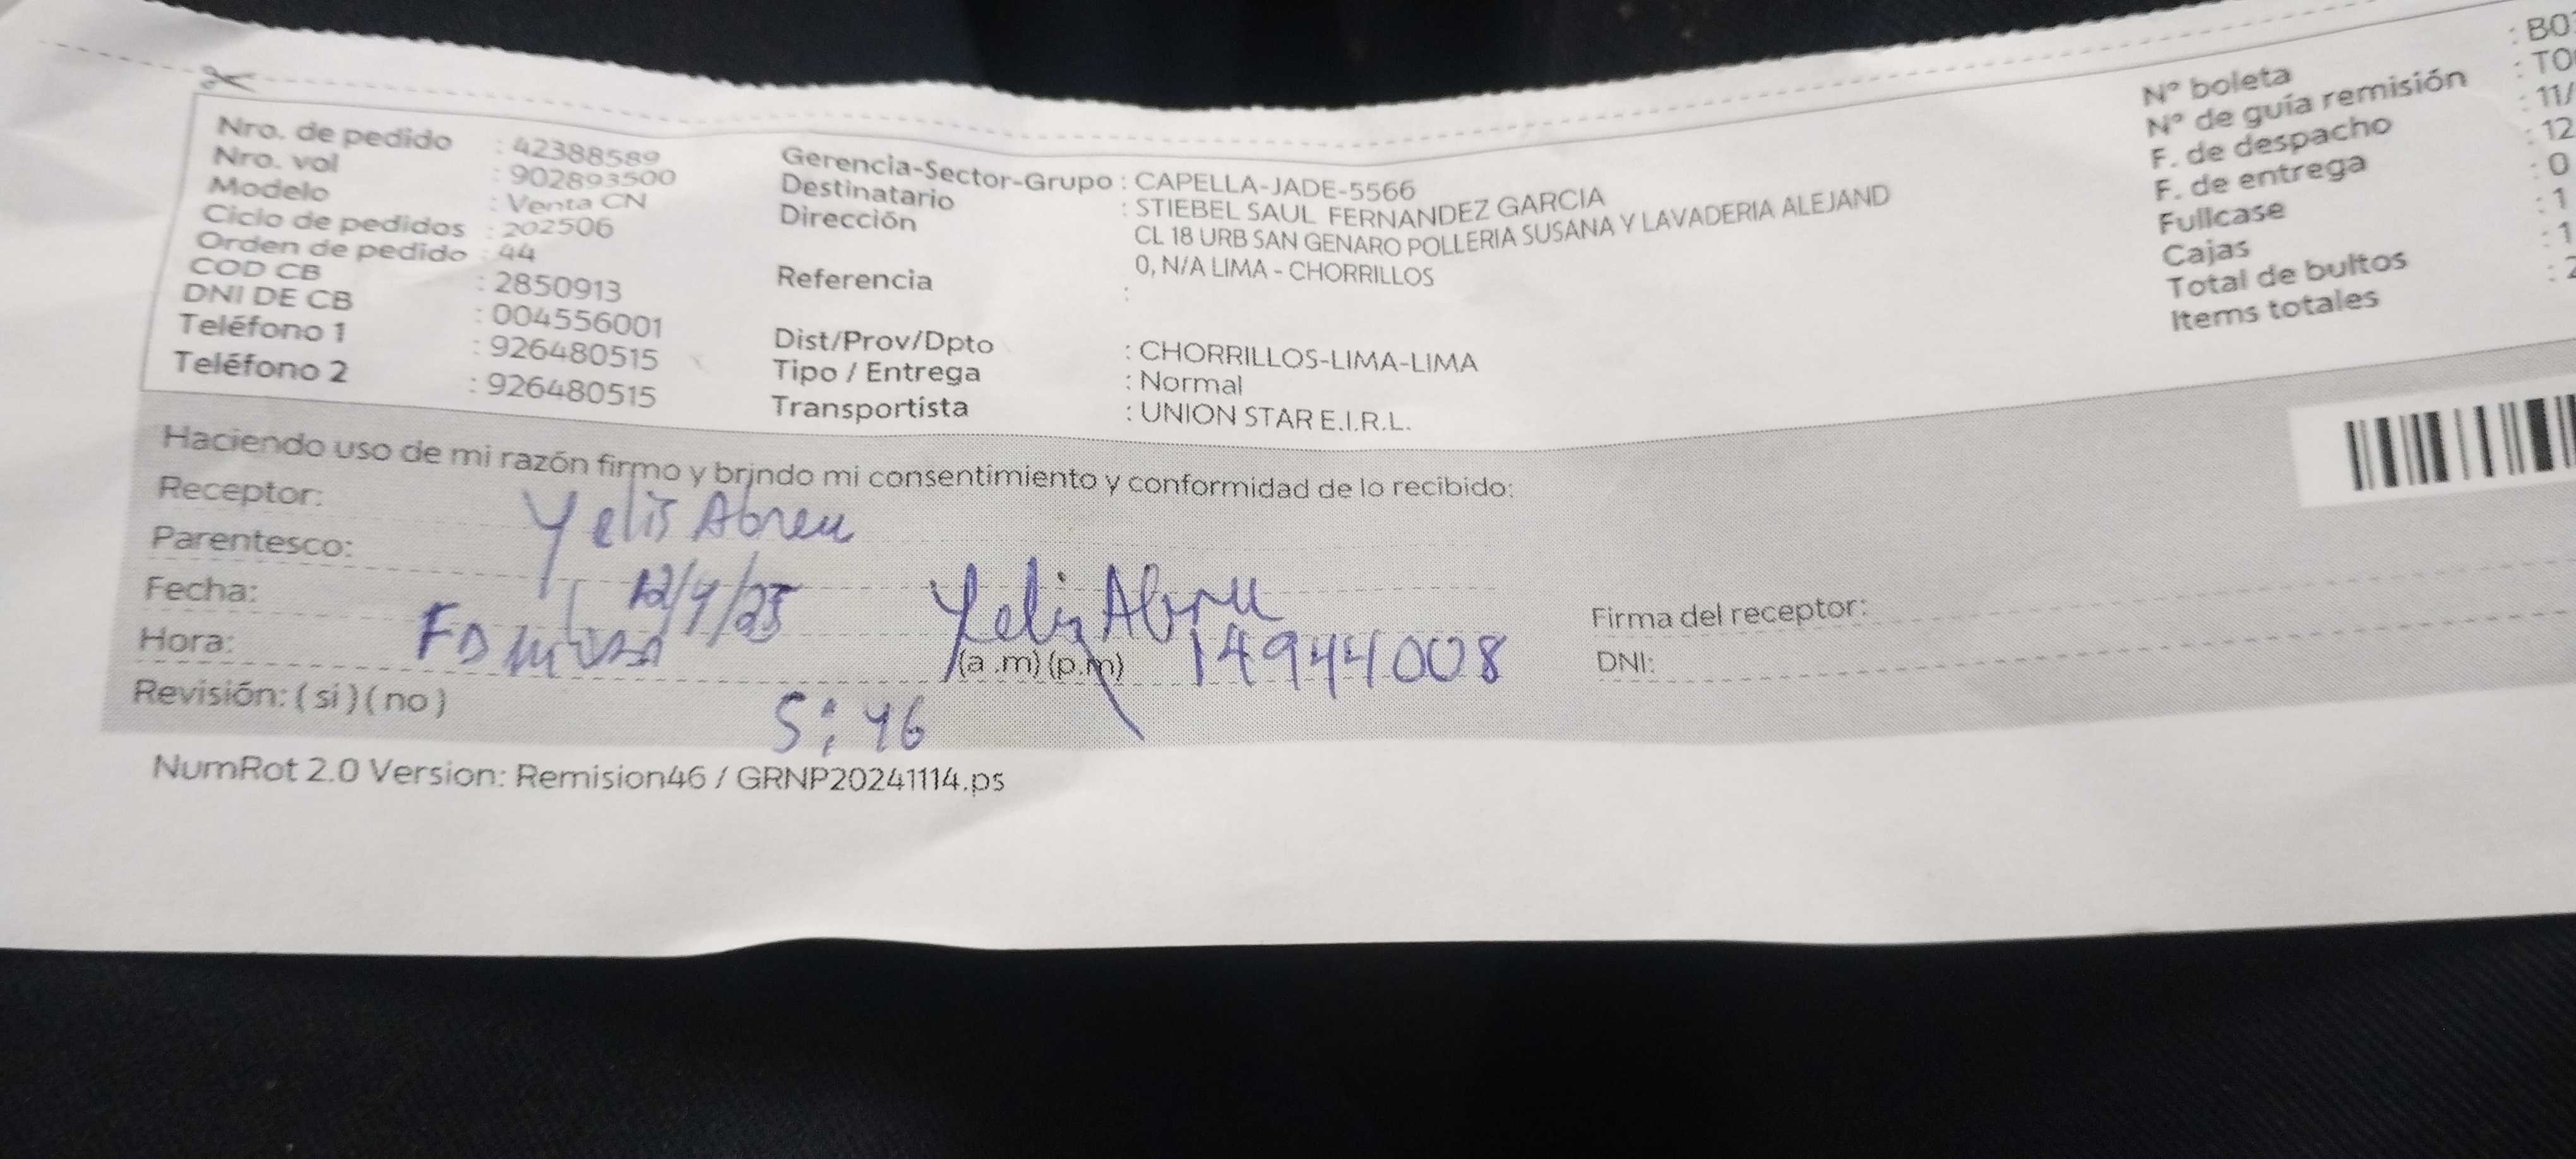 Nro. de pedido : 42388589
Nro. vol : 902893500
Modelo : Venta CN
Ciclo de pedidos : 202506
Orden de pedido : 44
COD CB : 2850913
DNI DE CB : 004556001
Teléfono 1 : 926480515
Teléfono 2 : 926480515
Gerencia-Sector-Grupo : CAPELLA-JADE-5566
Destinatario : STIEBEL SAUL FERNANDEZ GARCIA
Dirección CL 18 URB SAN GENARO POLLERIA SUSANA Y LAVADERIA ALEJAND
0, N/A LIMA - CHORRILLOS
Referencia :
Dist/Prov/Dpto : CHORRILLOS-LIMA-LIMA
Tipo / Entrega : Normal
Transportista : UNION STAR E.I.R.L.
N° boleta : B0
N° de guía remisión : T0
F. de despacho : 11/
F. de entrega : 12
Fullcase : 0
Cajas : 1
Total de bultos : 1
Items totales : 2
Haciendo uso de mi razón firmo y brindo mi consentimiento y conformidad de lo recibido:
Receptor: Yelis Abreu
Parentesco:
Fecha: 12/4/25
Hora: (a .m) (p.m)
Yelis Abreu
14944008
Firma del receptor:
DNI:
Revisión: ( si ) ( no ) 5:46
NumRot 2.0 Version: Remision46 / GRNP20241114.ps